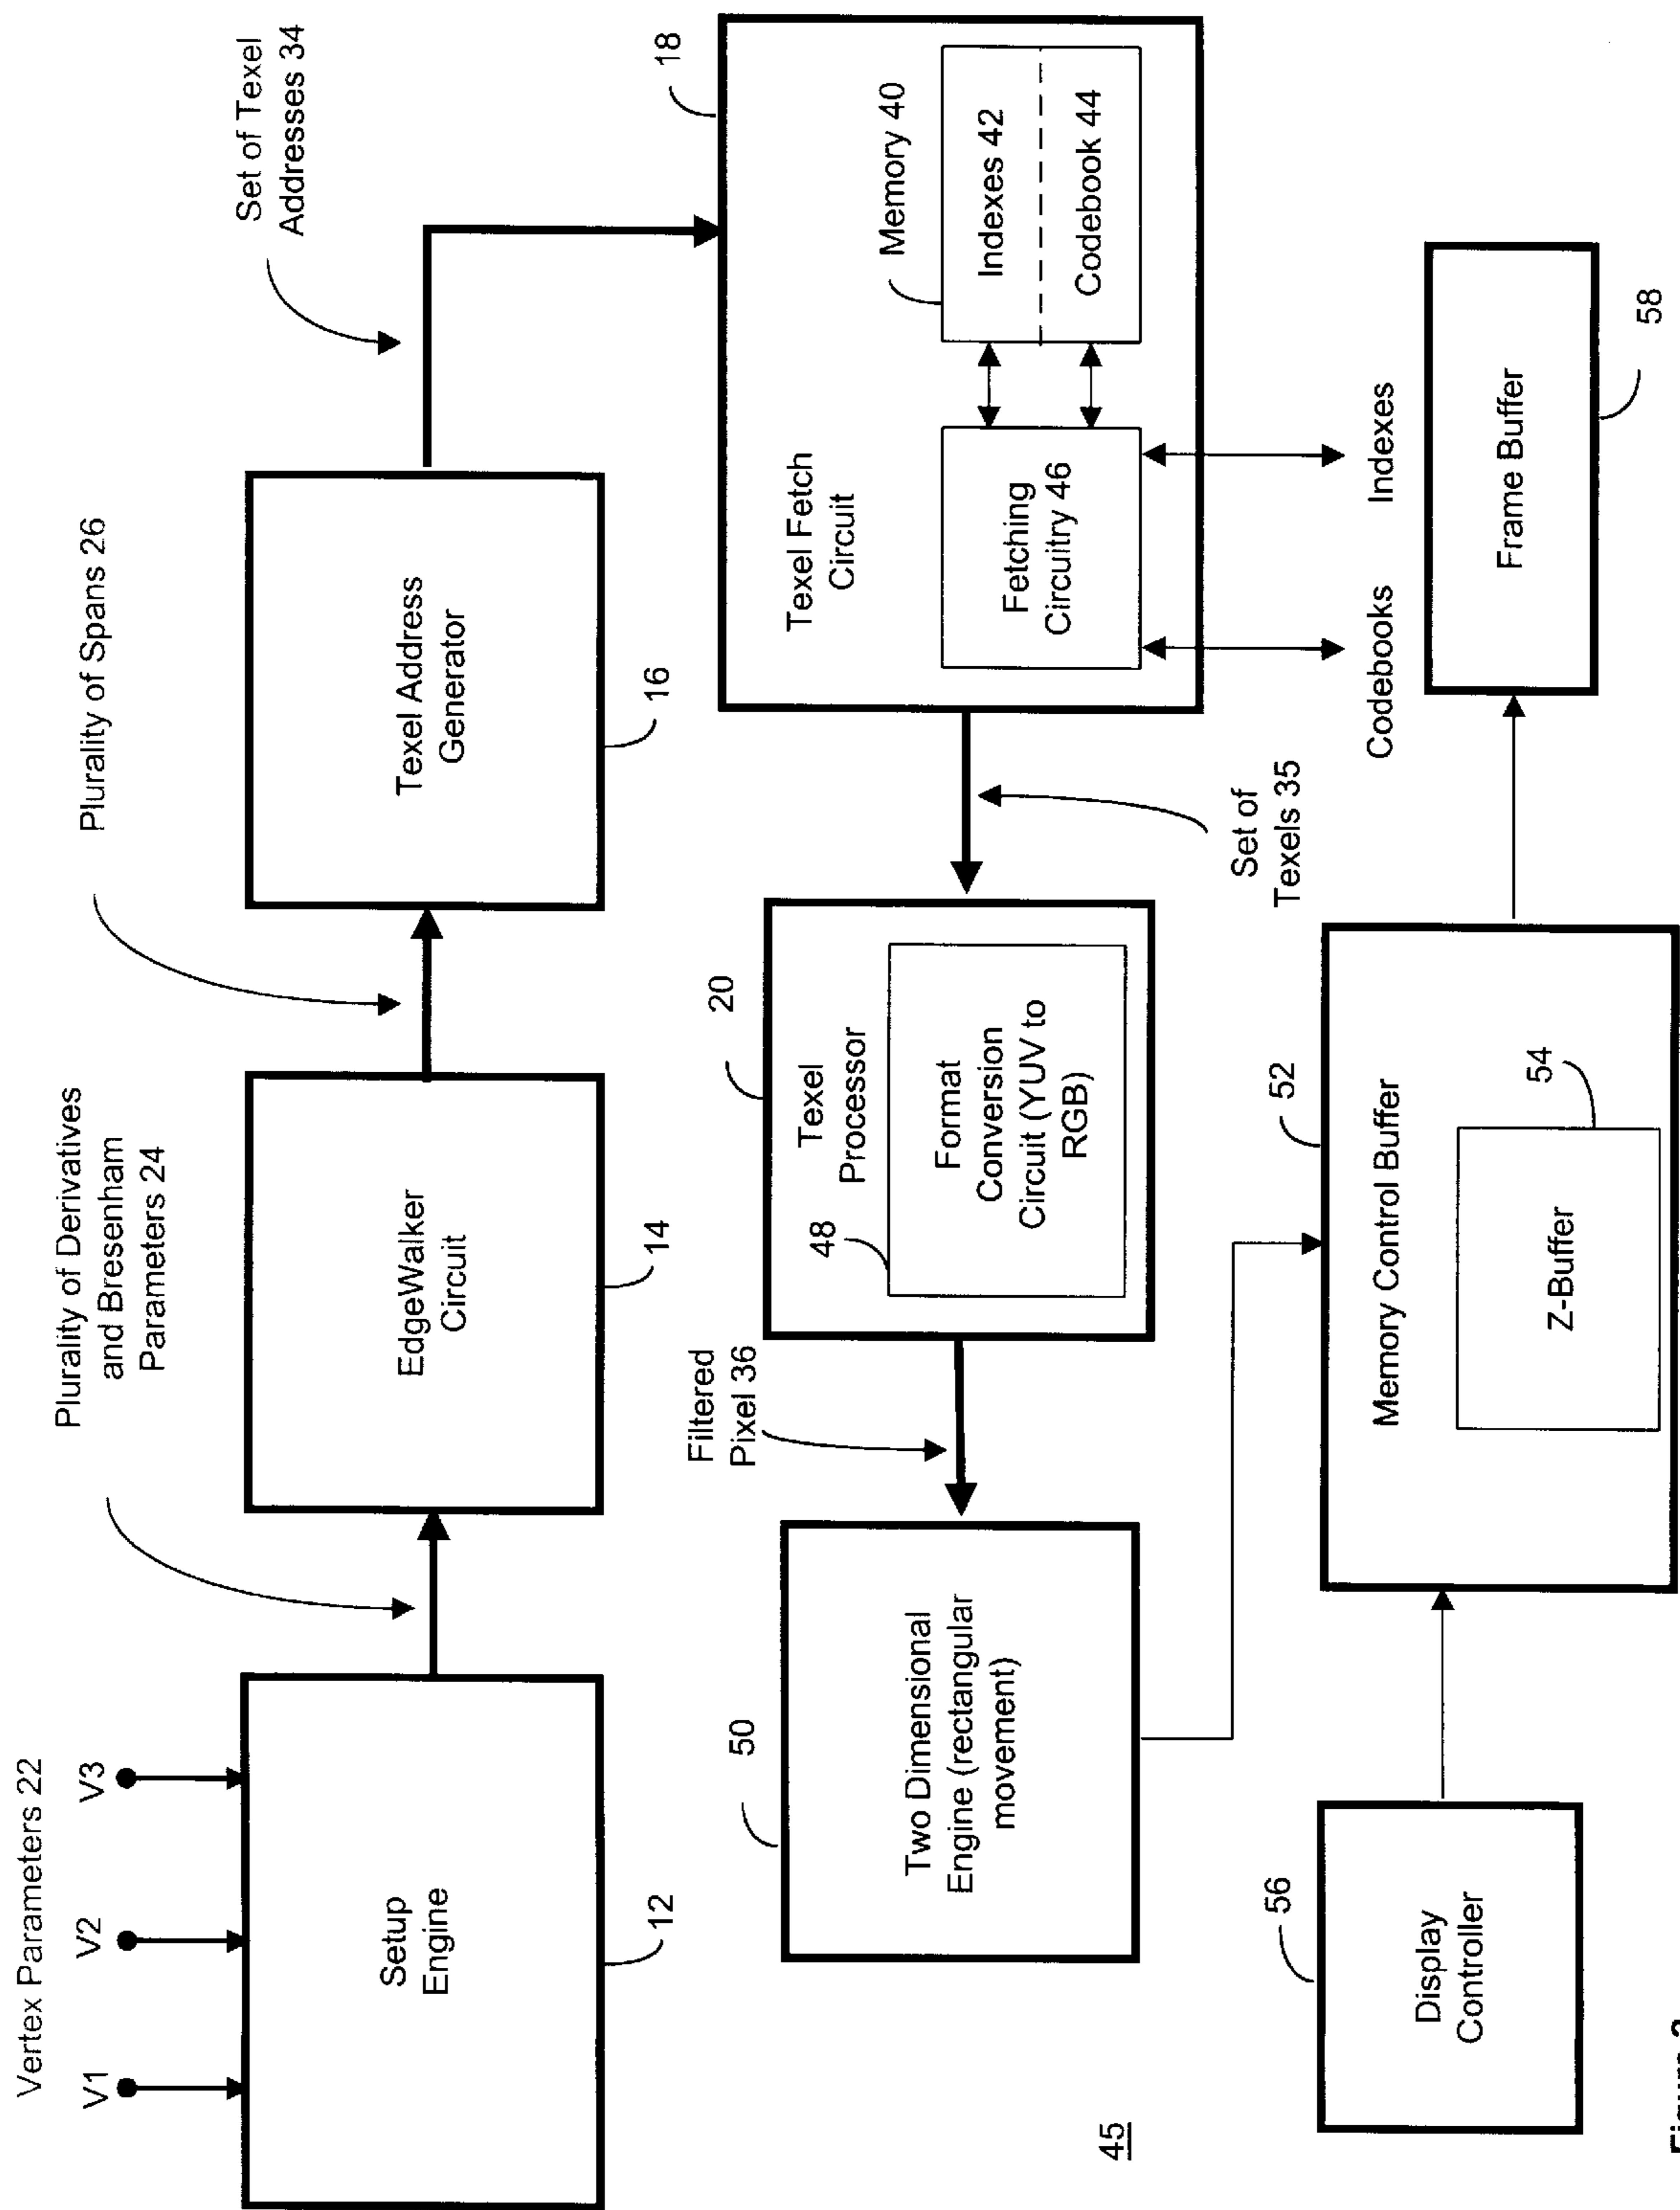 Vertex Parameters 22
V1
V2
V3
Plurality of Derivatives
and Bresenham
Parameters 24
Plurality of Spans 26
Set of Texel
Addresses 34
Setup
Engine
12
EdgeWalker
Circuit
14
Texel Address
Generator
16
18
Texel Fetch
Circuit
Memory 40
Indexes 42
Codebook 44
Fetching
Circuitry 46
Codebooks
Indexes
Set of
Texels 35
20
Texel
Processor
48
Format
Conversion
Circuit (YUV to
RGB)
Filtered
Pixel 36
50
Two Dimensional
Engine (rectangular
movement)
45
56
Display
Controller
52
Memory Control Buffer
54
Z-Buffer
Frame Buffer
58
Figure